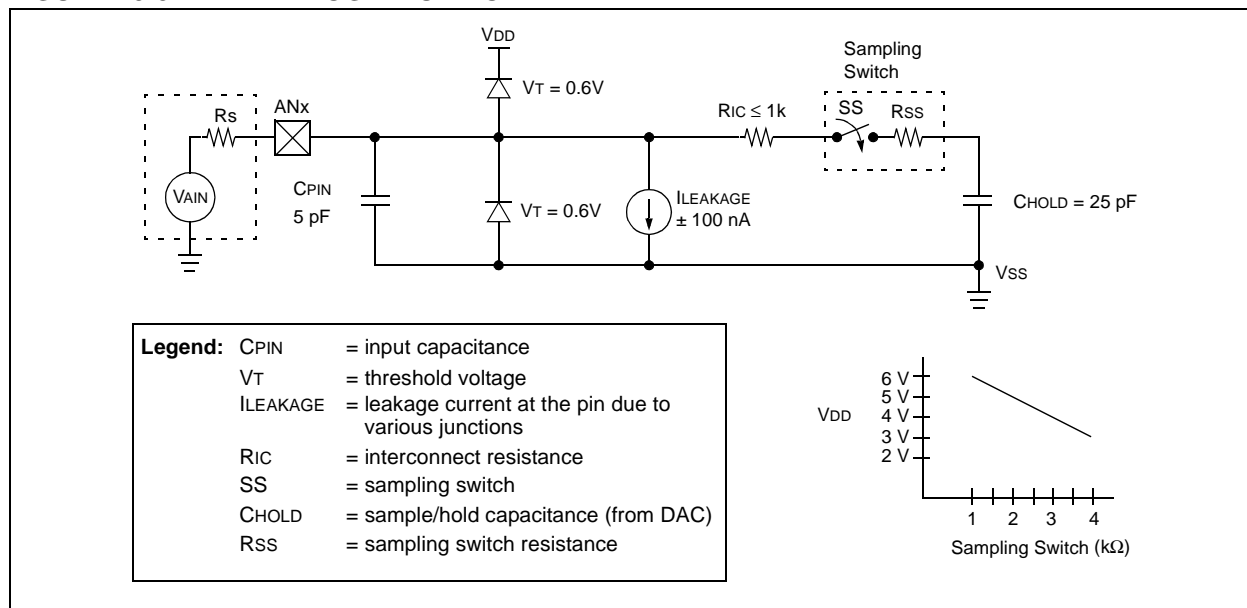 VDD
VT = 0.6V
Sampling
Switch
Rs
ANx
RIC ≤ 1k
SS
RSS
VAIN
CPIN
5 pF
VT = 0.6V
ILEAKAGE
± 100 nA
CHOLD = 25 pF
VSS
Legend: CPIN = input capacitance
VT = threshold voltage
ILEAKAGE = leakage current at the pin due to
various junctions
RIC = interconnect resistance
SS = sampling switch
CHOLD = sample/hold capacitance (from DAC)
RSS = sampling switch resistance
VDD
6 V
5 V
4 V
3 V
2 V
1 2 3 4
Sampling Switch (kΩ)